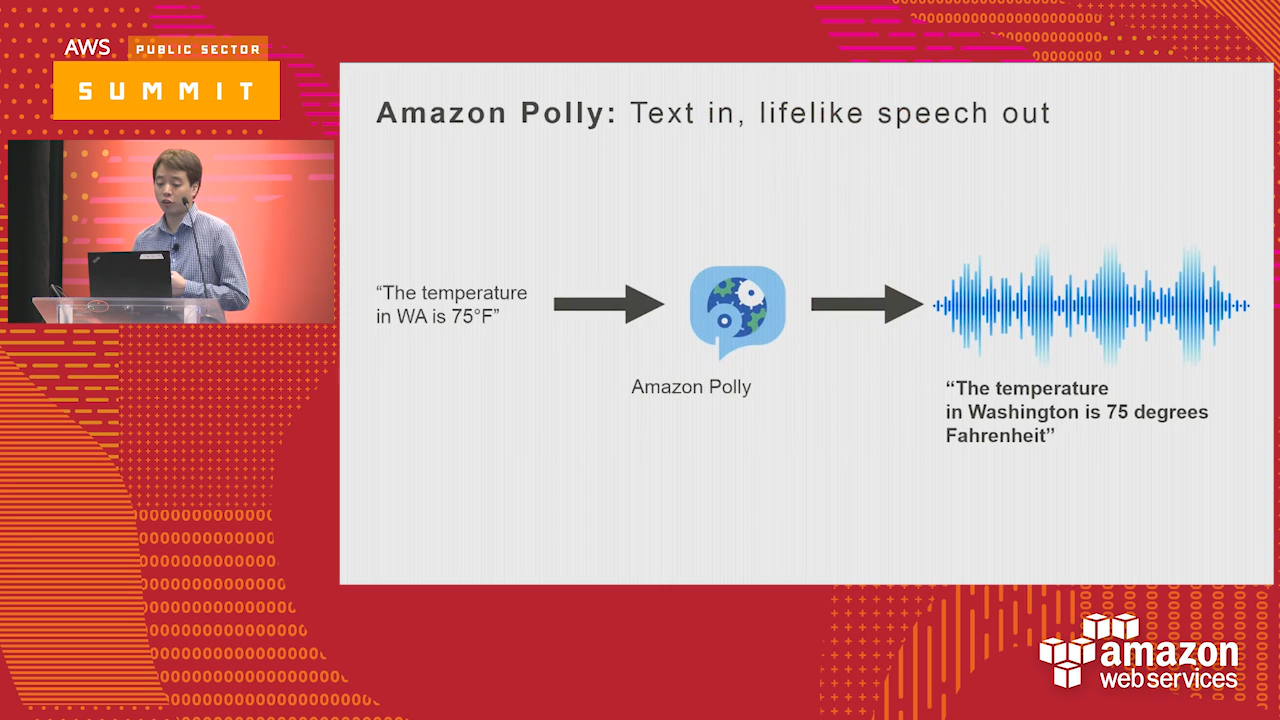 AWS PUBLIC SECTOR
SUMMIT
Amazon Polly: Text in, lifelike speech out
“The temperature
in WA is 75°F”
Amazon Polly
“The temperature
in Washington is 75 degrees
Fahrenheit”
amazon
web services